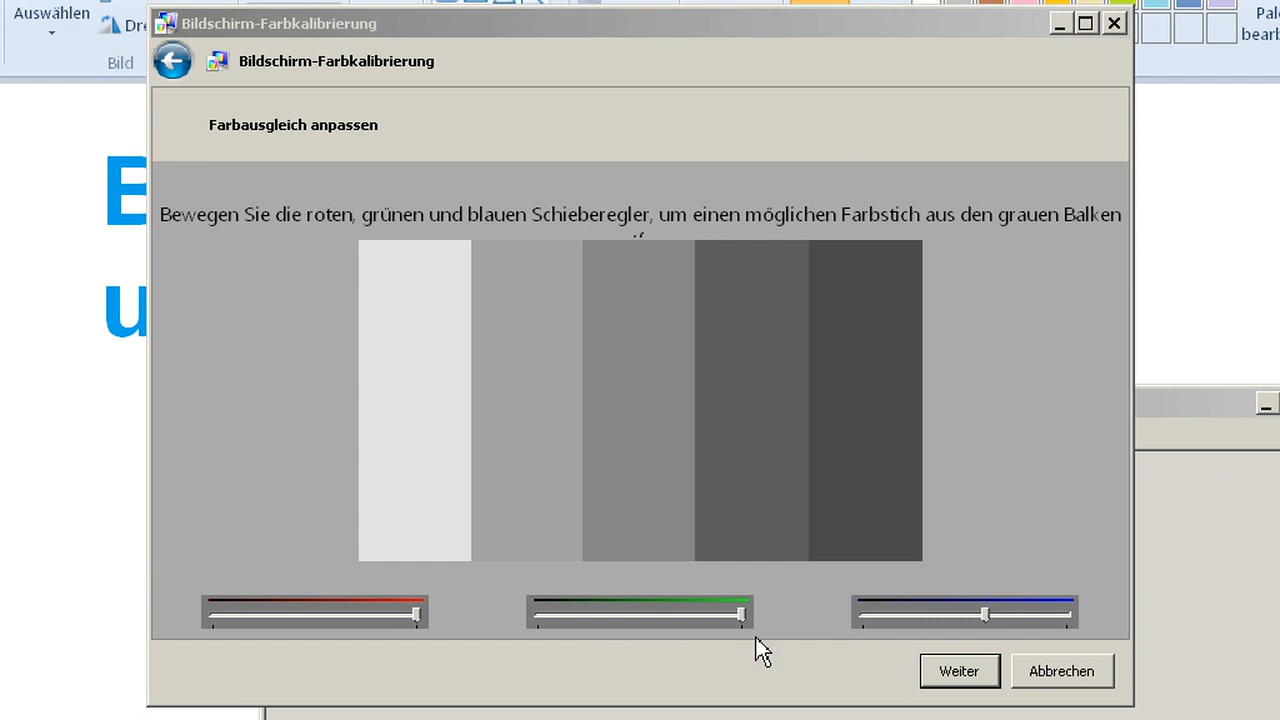 Auswählen
Bild
Bildschirm-Farbkalibrierung
Bildschirm-Farbkalibrierung
Farbausgleich anpassen
Bewegen Sie die roten, grünen und blauen Schieberegler, um einen möglichen Farbstich aus den grauen Balken
Weiter
Abbrechen